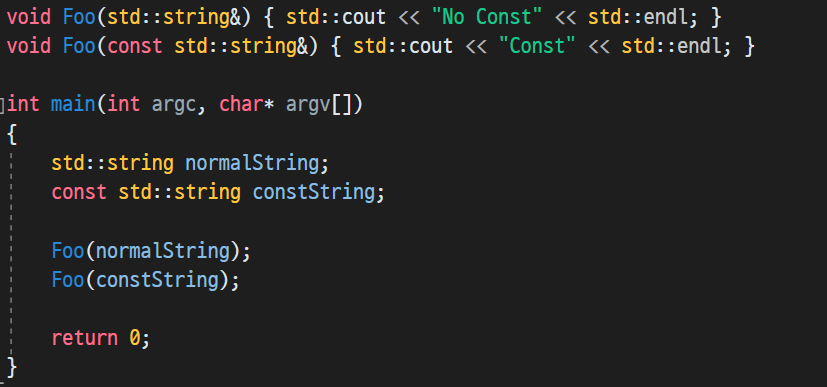 void Foo(std::string&) { std::cout << "No Const" << std::endl; }
void Foo(const std::string&) { std::cout << "Const" << std::endl; }
int main(int argc, char* argv[])
{
std::string normalString;
const std::string constString;
Foo(normalString);
Foo(constString);
return 0;
}